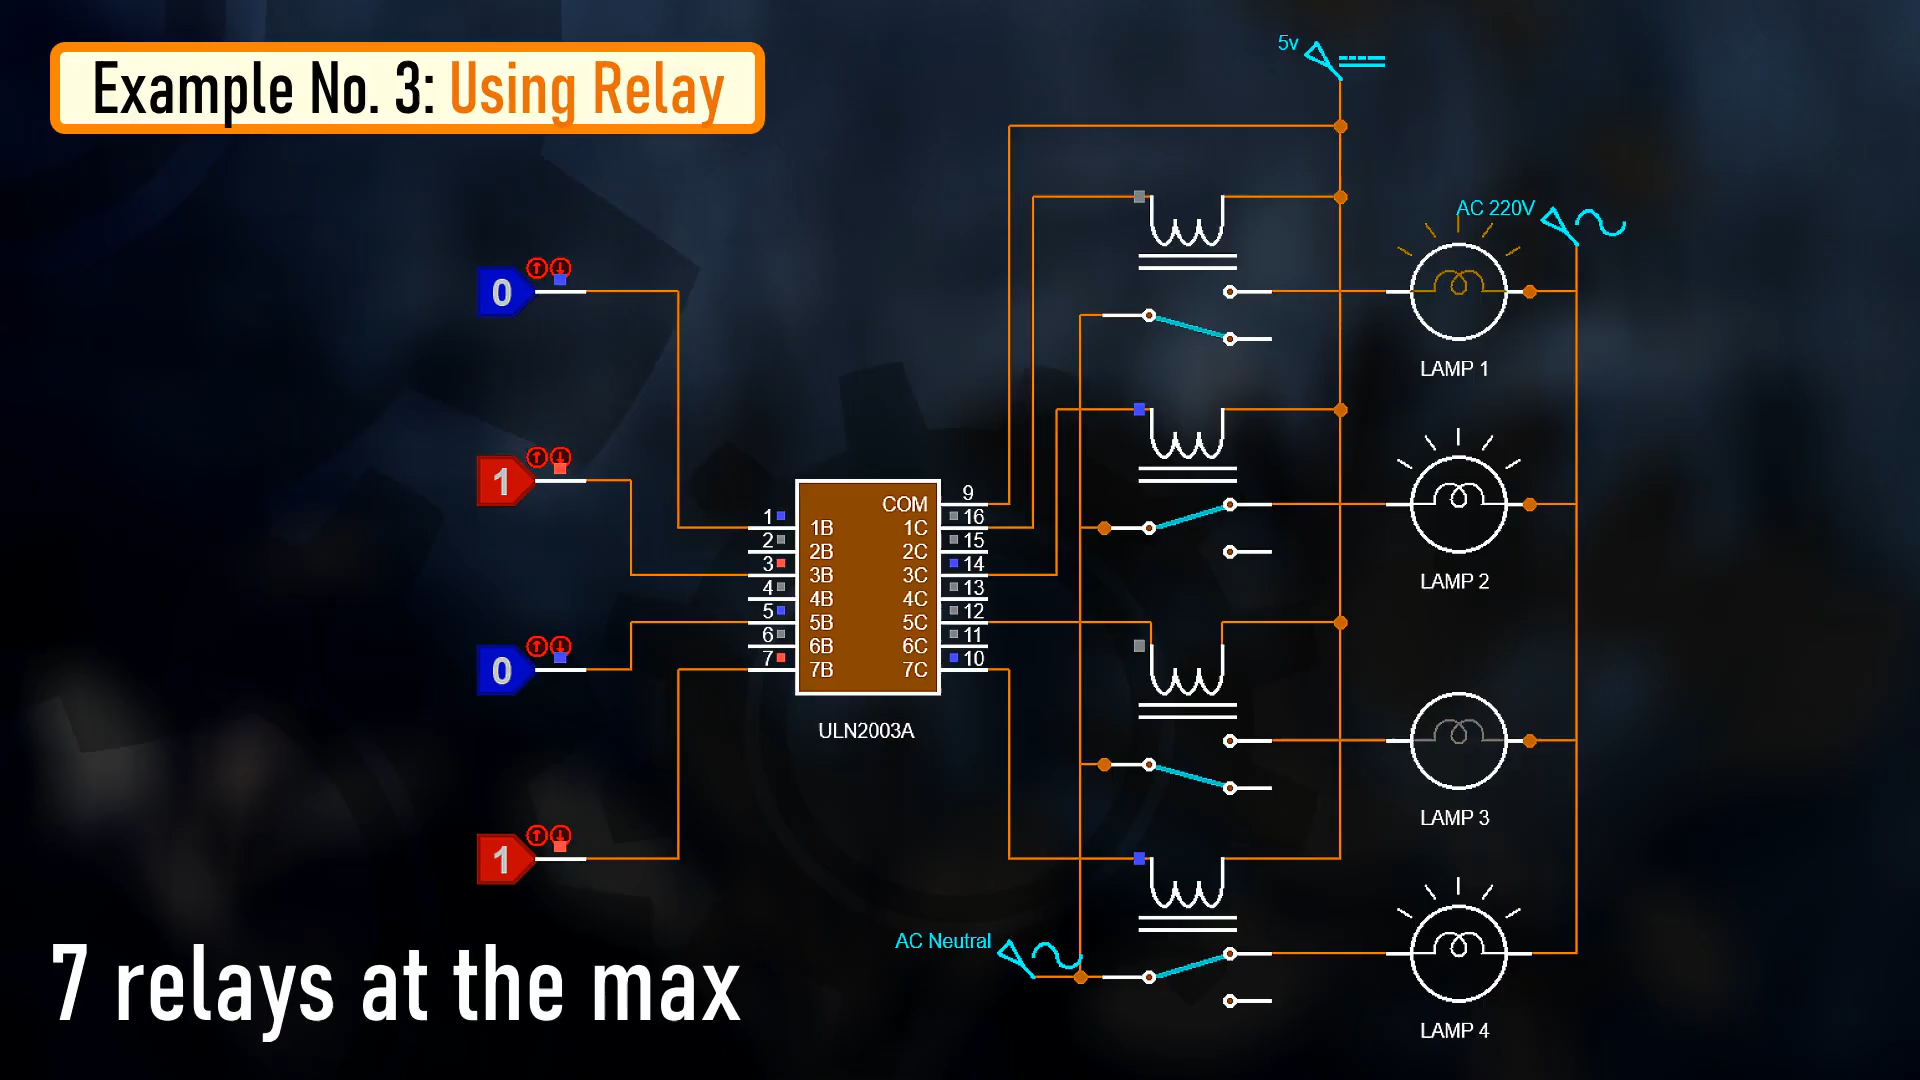 Example No. 3: Using Relay
5v
AC 220V
0
LAMP 1
1
LAMP 2
COM 9
1 1B 1C 16
2 2B 2C 15
3 3B 3C 14
4 4B 4C 13
5 5B 5C 12
6 6B 6C 11
7 7B 7C 10
0
ULN2003A
LAMP 3
1
AC Neutral
7 relays at the max
LAMP 4